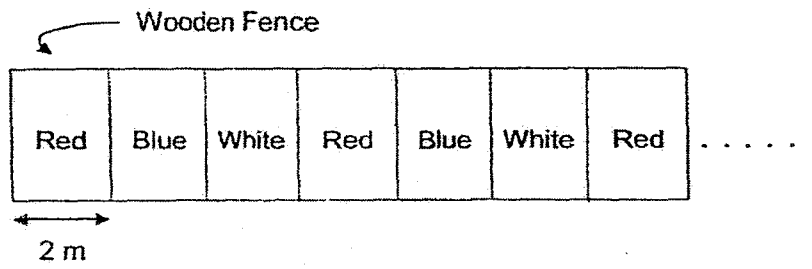 Wooden Fence
Red Blue White Red Blue White Red . . . . .
2 m